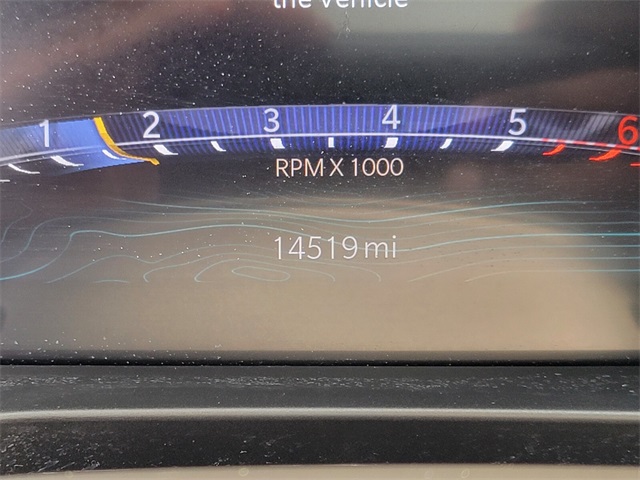 the vehicle
1 2 3 4 5 6
RPM X 1000
14519 mi